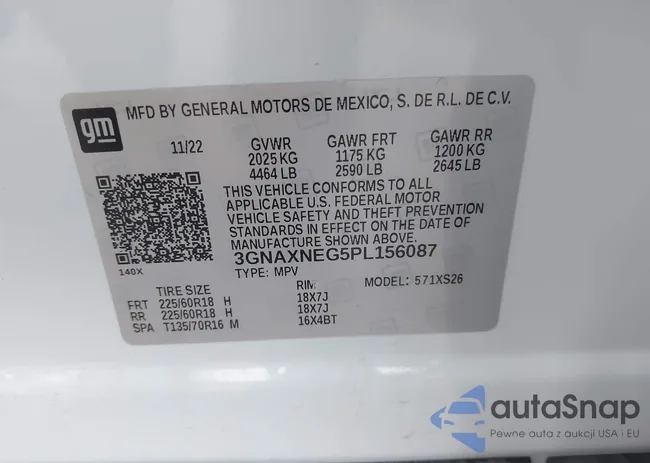 gm
MFD BY GENERAL MOTORS DE MEXICO, S. DE R.L. DE C.V.
11/22 GVWR GAWR FRT GAWR RR
2025 KG 1175 KG 1200 KG
4464 LB 2590 LB 2645 LB
THIS VEHICLE CONFORMS TO ALL
APPLICABLE U.S. FEDERAL MOTOR
VEHICLE SAFETY AND THEFT PREVENTION
STANDARDS IN EFFECT ON THE DATE OF
MANUFACTURE SHOWN ABOVE.
140X
3GNAXNEG5PL156087
TYPE: MPV MODEL: 571XS26
TIRE SIZE RIM
FRT 225/60R18 H 18X7J
RR 225/60R18 H 18X7J
SPA T135/70R16 M 16X4BT
autaSnap
Pewne auta z aukcji USA i EU